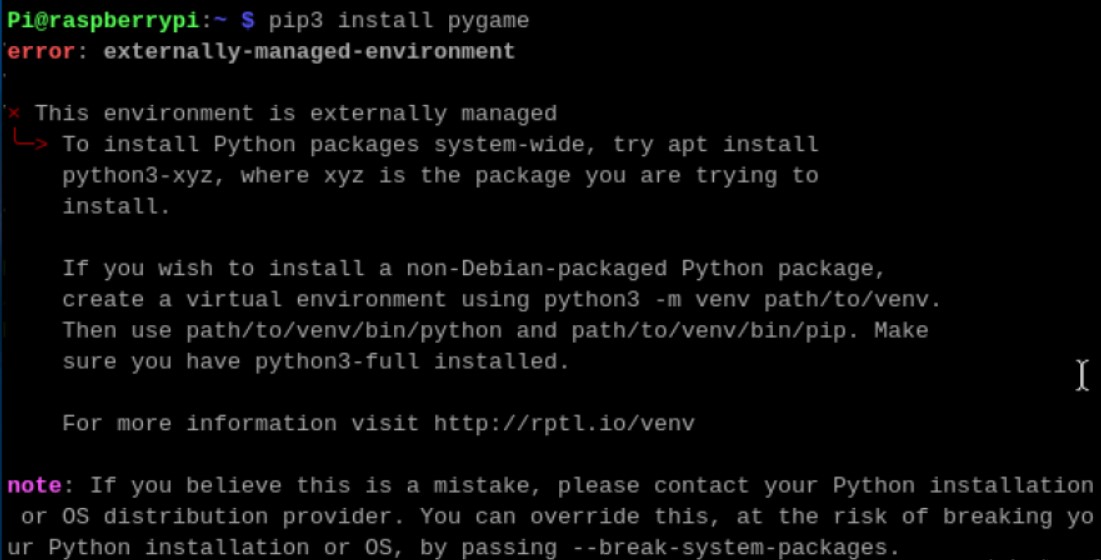 Pi@raspberrypi:~ $ pip3 install pygame
error: externally-managed-environment
× This environment is externally managed
╰─> To install Python packages system-wide, try apt install
python3-xyz, where xyz is the package you are trying to
install.
If you wish to install a non-Debian-packaged Python package,
create a virtual environment using python3 -m venv path/to/venv.
Then use path/to/venv/bin/python and path/to/venv/bin/pip. Make
sure you have python3-full installed.
For more information visit http://rptl.io/venv
note: If you believe this is a mistake, please contact your Python installation
or OS distribution provider. You can override this, at the risk of breaking yo
ur Python installation or OS, by passing --break-system-packages.